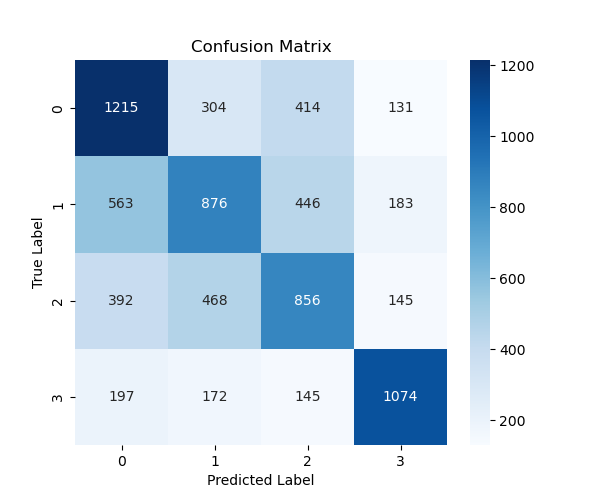 Confusion Matrix
1215 304 414 131
563 876 446 183
392 468 856 145
197 172 145 1074
0
1
2
3
True Label
0 1 2 3
Predicted Label
1200
1000
800
600
400
200